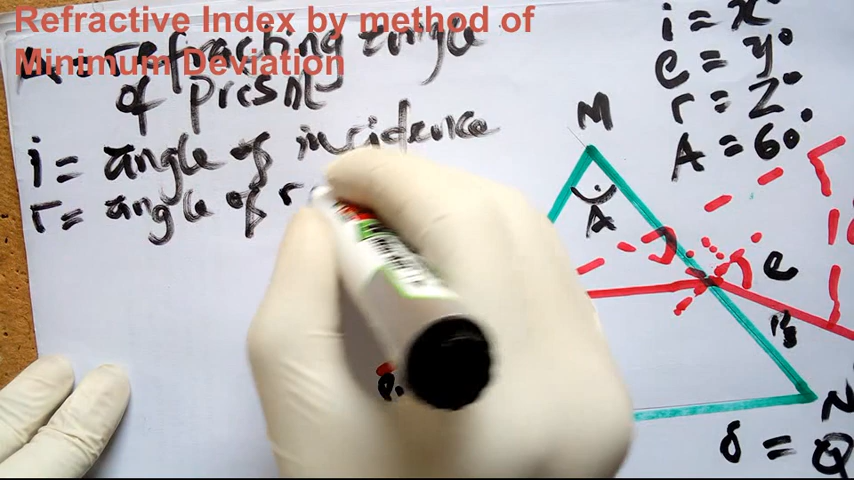 Refractive Index by method of
Minimum Deviation
refracting angle
of prism
i = angle of incidence
r = angle of r
i = x°
e = y°
r = z°
A = 60°
M
A
e
N
δ = Q